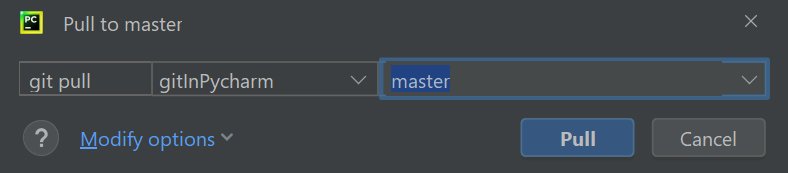 PC
Pull to master
git pull gitInPycharm master
? Modify options Pull Cancel